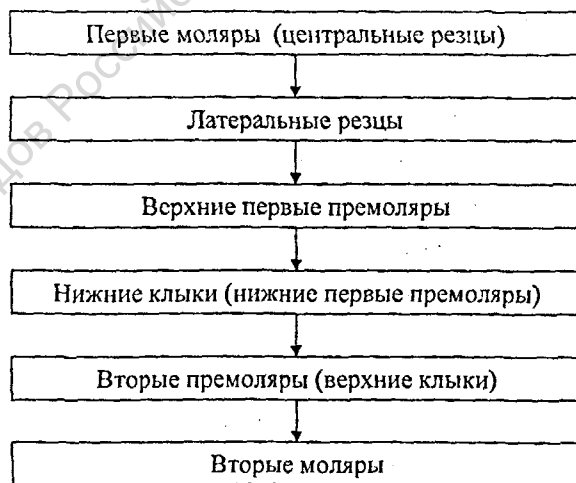 Первые моляры (центральные резцы)
Латеральные резцы
Верхние первые премоляры
Нижние клыки (нижние первые премоляры)
Вторые премоляры (верхние клыки)
Вторые моляры